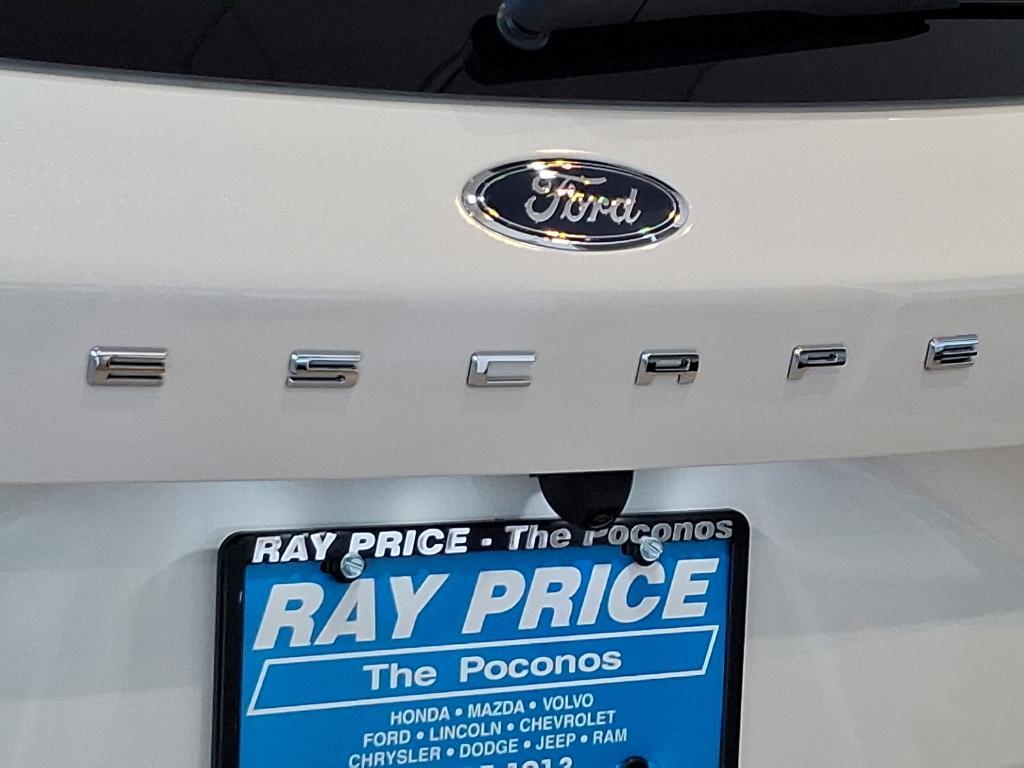 Ford
ESCAPE
RAY PRICE - The Poconos
RAY PRICE
The Poconos
HONDA • MAZDA • VOLVO
FORD • LINCOLN • CHEVROLET
CHRYSLER • DODGE • JEEP • RAM